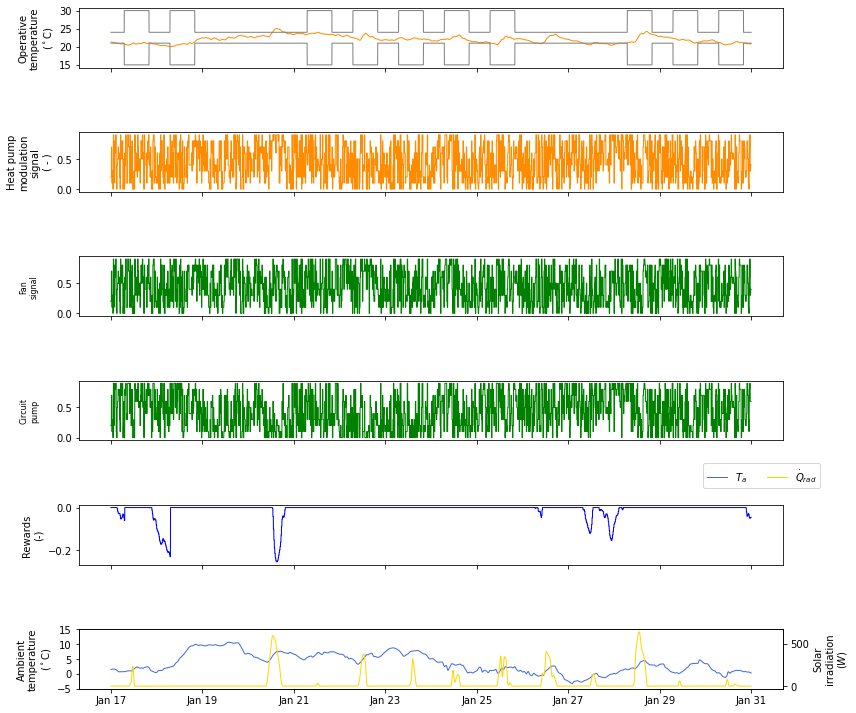 Operative
temperature
(°C)
30
25
20
15
Heat pump
modulation
signal
( - )
0.5
0.0
Fan
signal
0.5
0.0
Circuit
pump
0.5
0.0
T_a
Q̇_rad
Rewards
(-)
0.0
−0.2
Ambient
temperature
(°C)
15
10
5
0
−5
500
0
Solar
irradiation
(W)
Jan 17 Jan 19 Jan 21 Jan 23 Jan 25 Jan 27 Jan 29 Jan 31